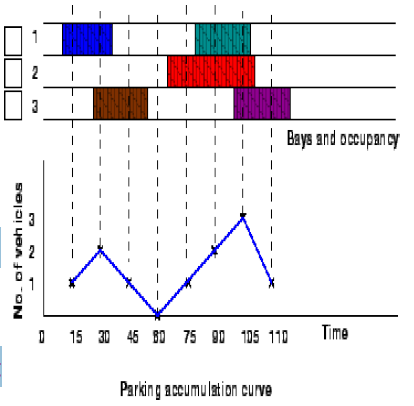 1
2
3
Bays and occupancy
No. of vehicles
3
2
1
0 15 30 45 60 75 90 105 110 Time
Parking accumulation curve